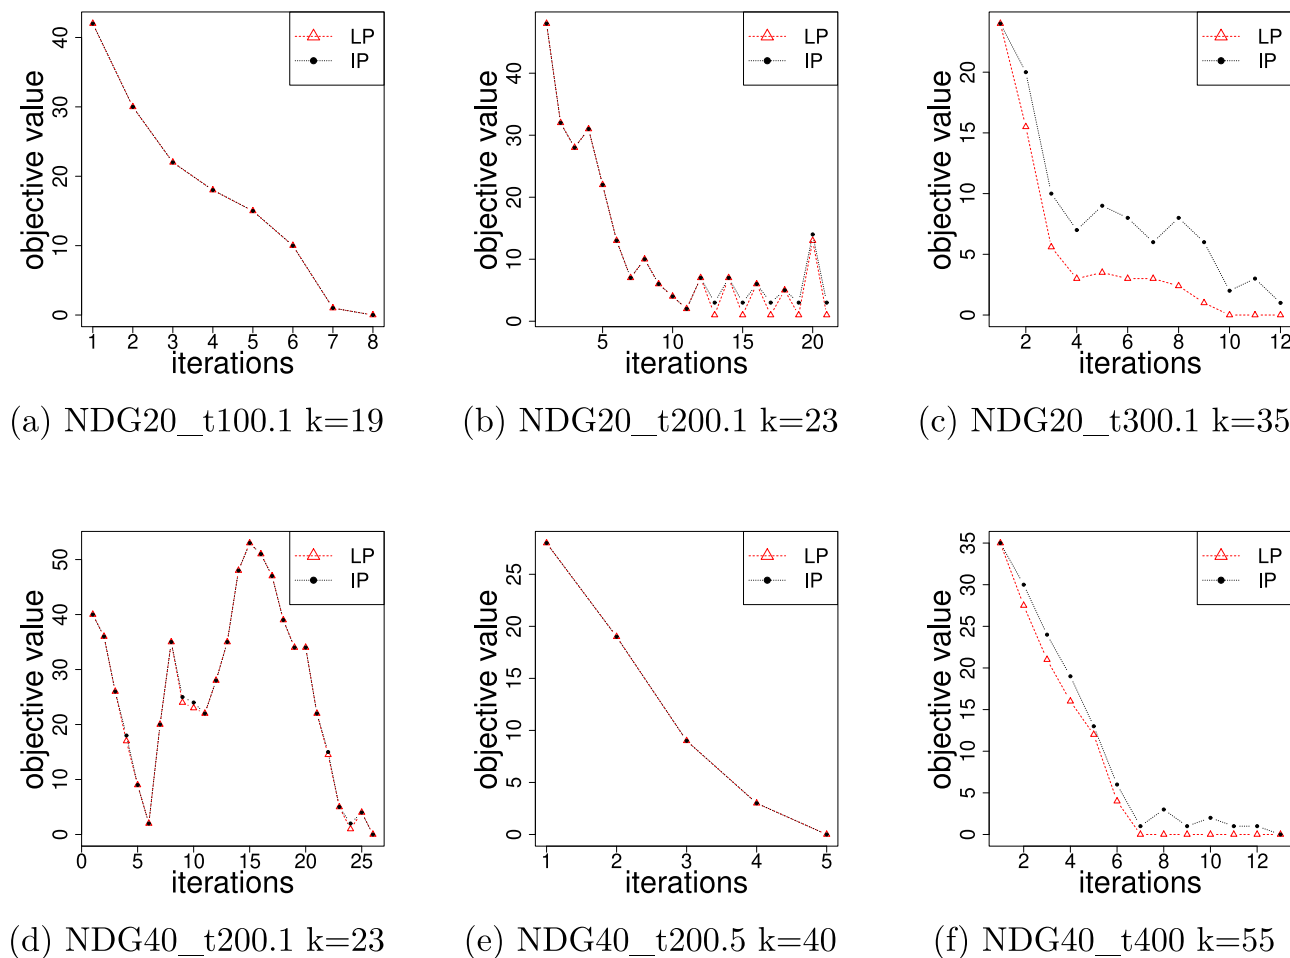 LP
IP
objective value
0 10 20 30 40
1 2 3 4 5 6 7 8
iterations
(a) NDG20_t100.1 k=19
LP
IP
objective value
0 10 20 30 40
5 10 15 20
iterations
(b) NDG20_t200.1 k=23
LP
IP
objective value
0 5 10 15 20
2 4 6 8 10 12
iterations
(c) NDG20_t300.1 k=35
LP
IP
objective value
0 10 20 30 40 50
0 5 10 15 20 25
iterations
(d) NDG40_t200.1 k=23
LP
IP
objective value
0 5 10 15 20 25
1 2 3 4 5
iterations
(e) NDG40_t200.5 k=40
LP
IP
objective value
0 5 10 15 20 25 30 35
2 4 6 8 10 12
iterations
(f) NDG40_t400 k=55